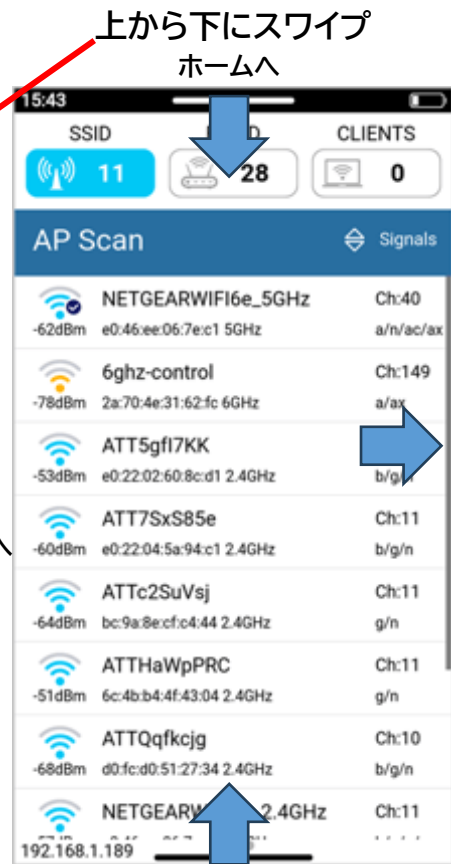 上から下にスワイプ
ホームへ
15:43
SSID CLIENTS
11 28 0
AP Scan Signals
NETGEARWIFI6e_5GHz Ch:40
-62dBm e0:46:ee:06:7e:c1 5GHz a/n/ac/ax
6ghz-control Ch:149
-78dBm 2a:70:4e:31:62:fc 6GHz a/ax
ATT5gfI7KK
-53dBm e0:22:02:60:8c:d1 2.4GHz b/g/n
ATT7SxS85e Ch:11
-60dBm e0:22:04:5a:94:c1 2.4GHz b/g/n
ATTc2SuVsj Ch:11
-64dBm bc:9a:8e:cf:c4:44 2.4GHz g/n
ATTHaWpPRC Ch:11
-51dBm 6c:4b:b4:4f:43:04 2.4GHz g/n
ATTQqfkcjg Ch:10
-68dBm d0:fc:d0:51:27:34 2.4GHz b/g/n
NETGEARW 2.4GHz Ch:11
192.168.1.189